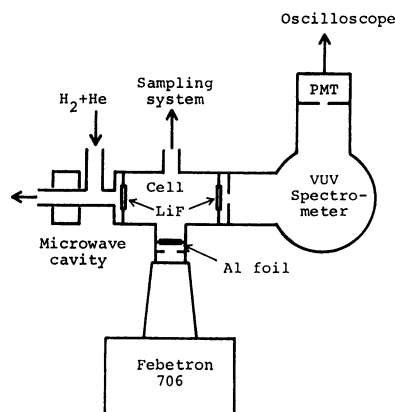 Oscilloscope
PMT
Sampling
system
H2+He
Cell
LiF
VUV
Spectro-
meter
Microwave
cavity
Al foil
Febetron
706